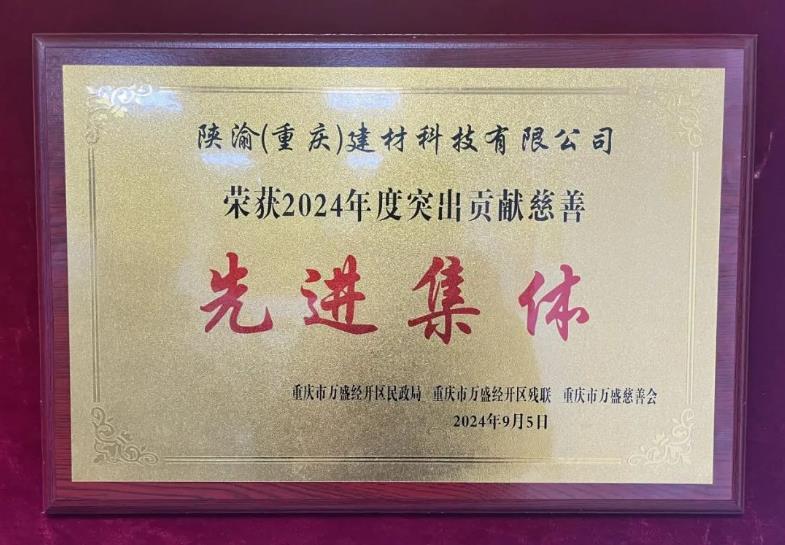 陕渝(重庆)建材科技有限公司
荣获2024年度突出贡献慈善
先进集体
重庆市万盛经开区民政局 重庆市万盛经开区残联 重庆市万盛慈善会
2024年9月5日